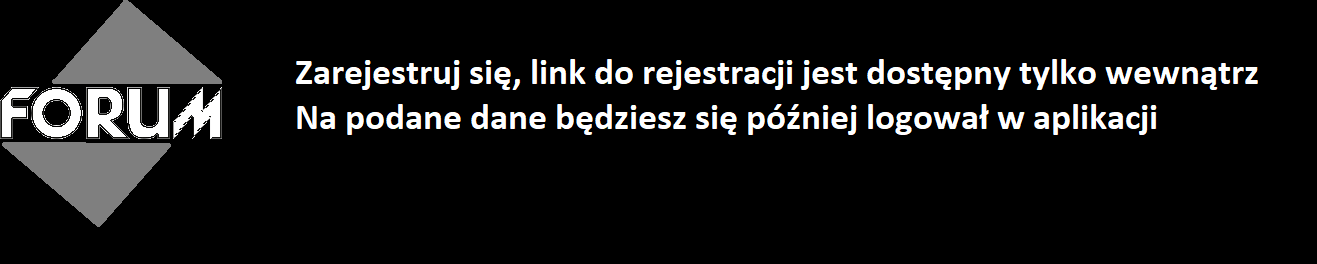 Zarejestruj się, link do rejestracji jest dostępny tylko wewnątrz
FORUM
Na podane dane będziesz się później logował w aplikacji